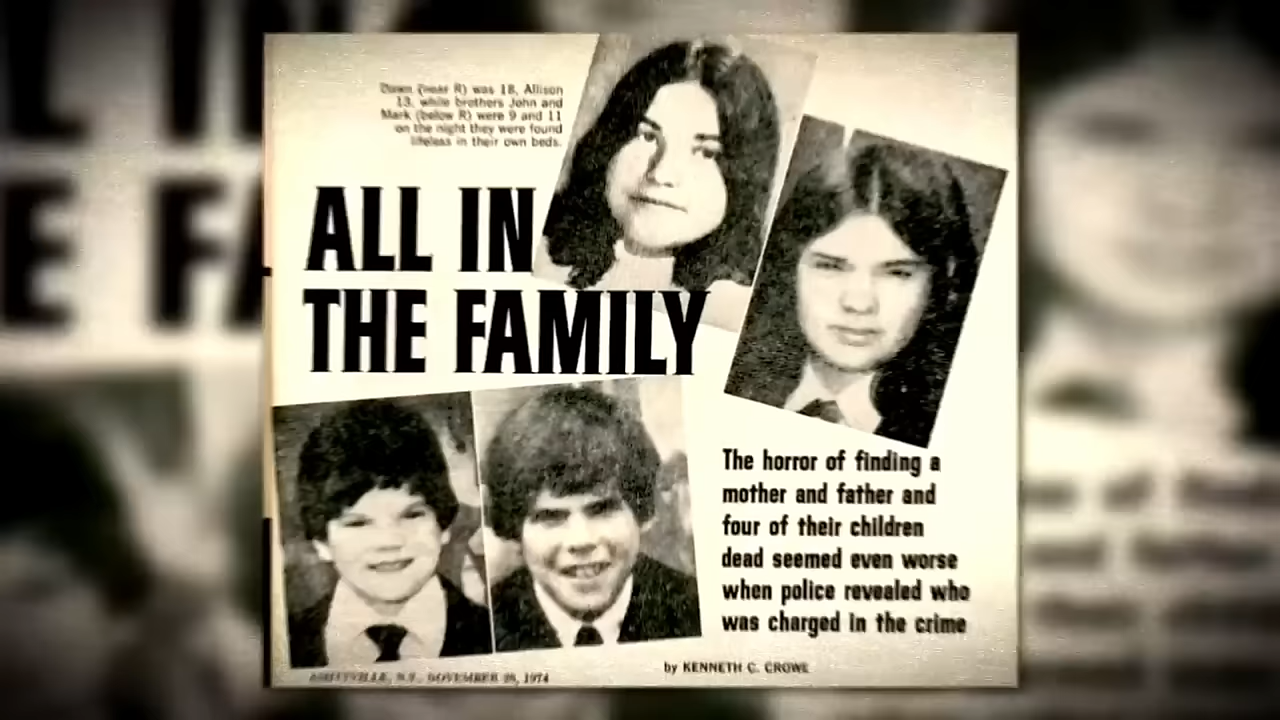 Dawn (near R) was 18, Allison
13, while brothers John and
Mark (below R) were 9 and 11
on the night they were found
lifeless in their own beds.
ALL IN
THE FAMILY
The horror of finding a
mother and father and
four of their children
dead seemed even worse
when police revealed who
was charged in the crime
by KENNETH C. CROWE
AMITYVILLE, N.Y., NOVEMBER 1974